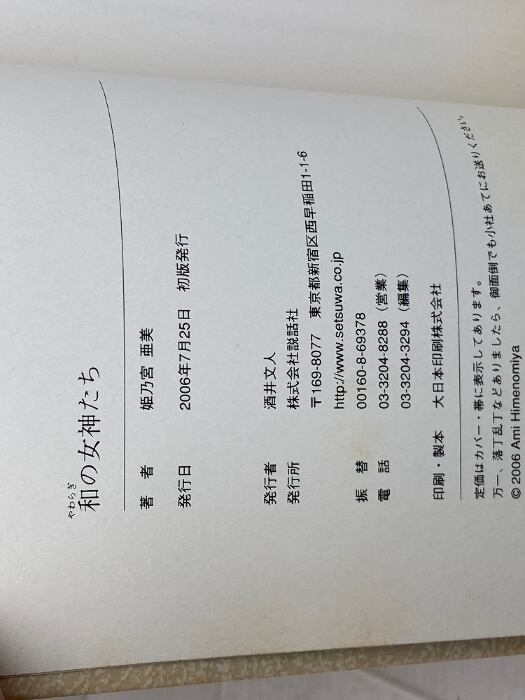 やわらぎ
和の女神たち
著者 姫乃宮 亜美
発行日 2006年7月25日 初版発行
発行者 酒井文人
発行所 株式会社説話社
〒169-8077 東京都新宿区西早稲田1-1-6
http://www.setsuwa.co.jp
振替 00160-8-69378
電話 03-3204-8288（営業）
03-3204-3294（編集）
印刷・製本 大日本印刷株式会社
定価はカバー・帯に表示してあります。
万一、落丁乱丁などありましたら、御面倒でも小社あてにお送りください。
© 2006 Ami Himenomiya